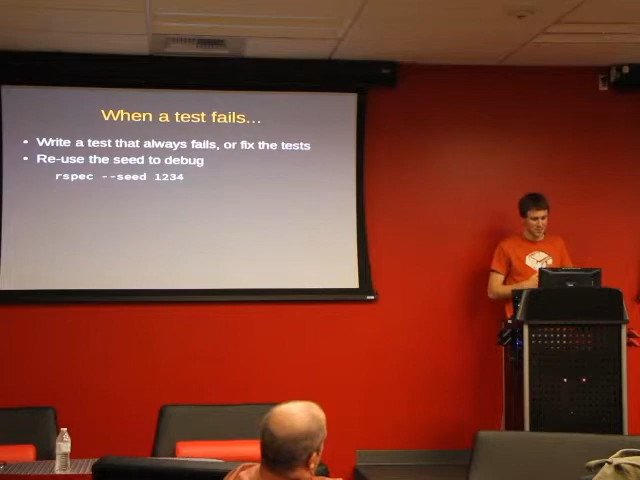 When a test fails...
• Write a test that always fails, or fix the tests
• Re-use the seed to debug
rspec --seed 1234